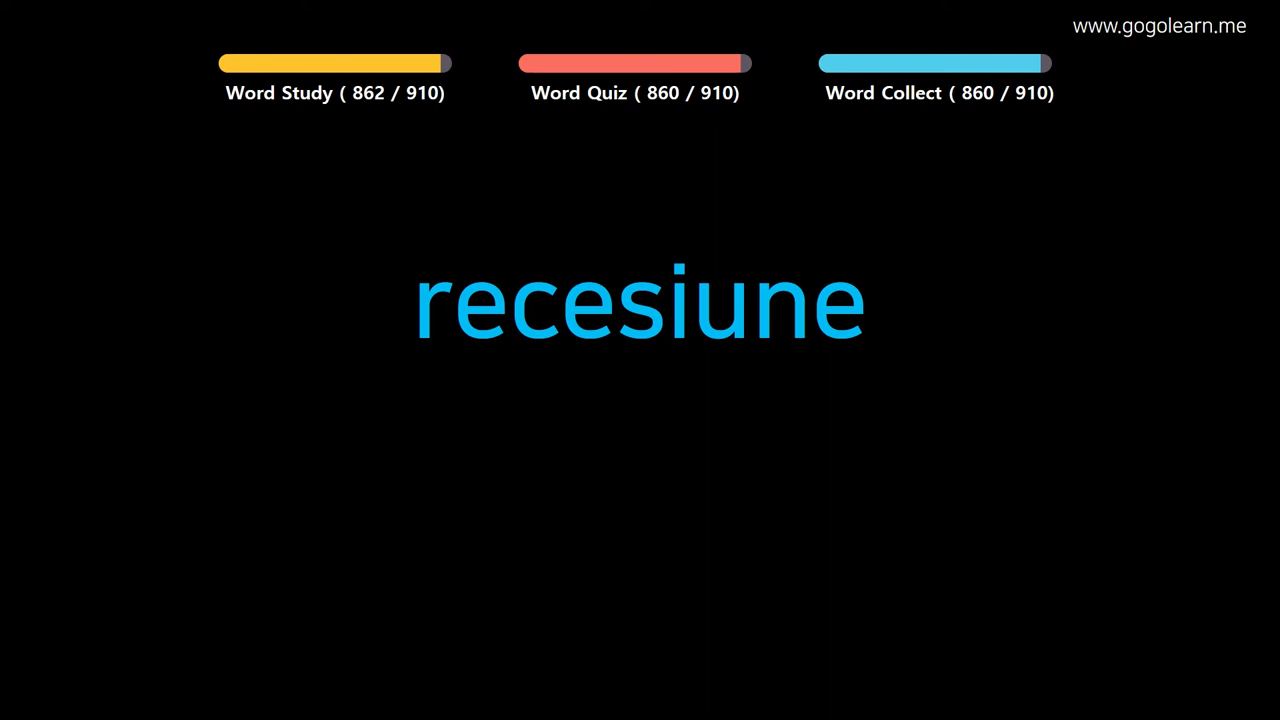 www.gogolearn.me
Word Study ( 862 / 910)
Word Quiz ( 860 / 910)
Word Collect ( 860 / 910)
recesiune